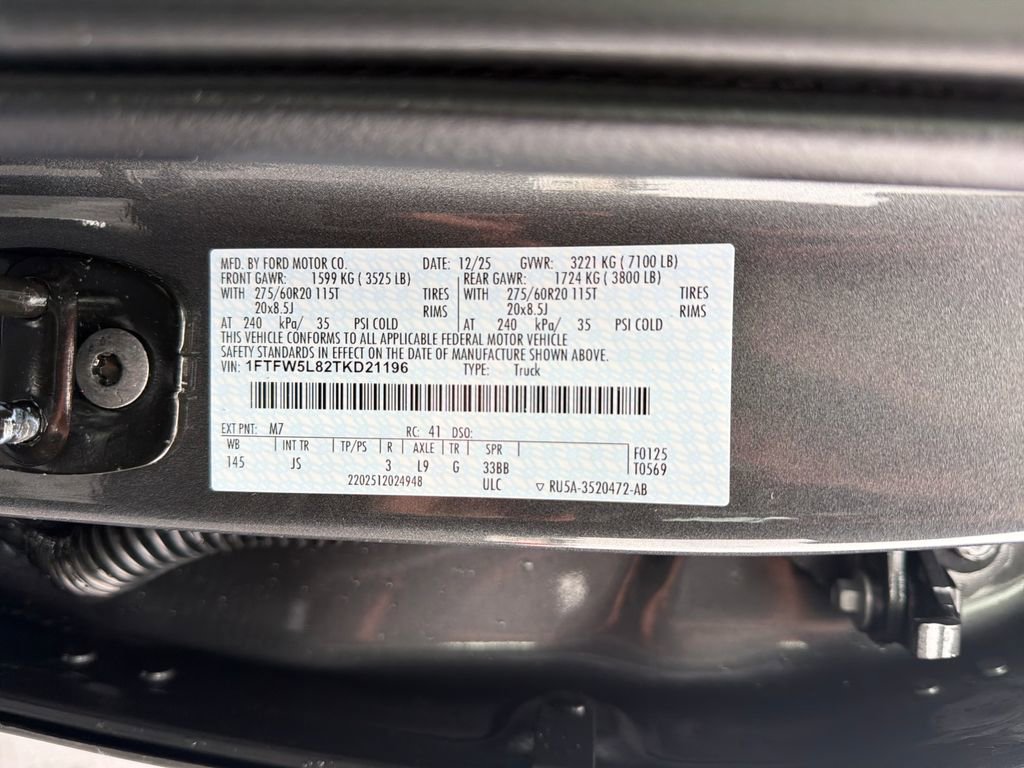 MFD. BY FORD MOTOR CO. DATE: 12/25 GVWR: 3221 KG ( 7100 LB)
FRONT GAWR: 1599 KG ( 3525 LB) REAR GAWR: 1724 KG ( 3800 LB)
WITH 275/60R20 115T TIRES WITH 275/60R20 115T TIRES
20x8.5J RIMS 20x8.5J RIMS
AT 240 kPa/ 35 PSI COLD AT 240 kPa/ 35 PSI COLD
THIS VEHICLE CONFORMS TO ALL APPLICABLE FEDERAL MOTOR VEHICLE
SAFETY STANDARDS IN EFFECT ON THE DATE OF MANUFACTURE SHOWN ABOVE.
VIN: 1FTFW5L82TKD21196 TYPE: Truck
EXT PNT: M7 RC: 41 DSO:
WB INT TR TP/PS R AXLE TR SPR F0125
145 JS 3 L9 G 33BB T0569
220251202494B ULC ▽ RU5A-3520472-AB